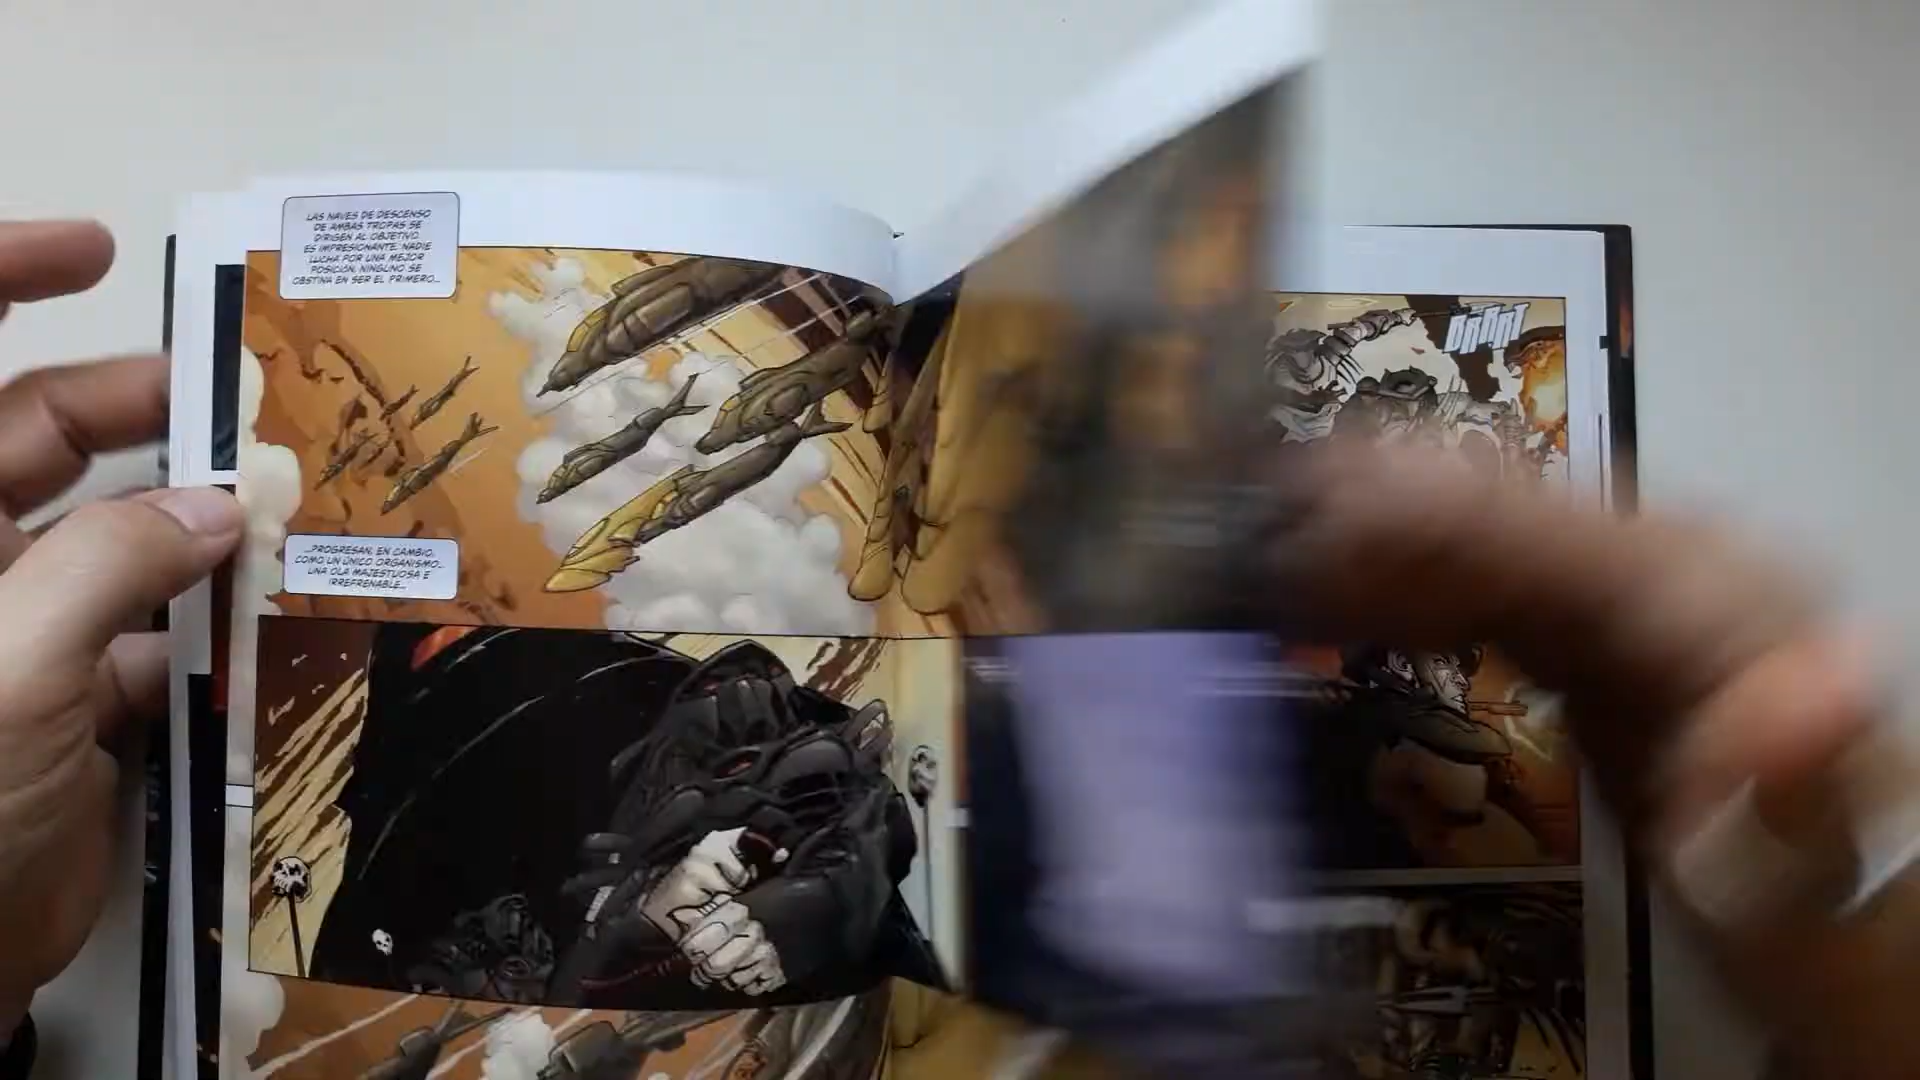 LAS NAVES DE DESCENSO
DE AMBAS TROPAS SE
DIRIGEN AL OBJETIVO.
ES IMPRESIONANTE. NADIE
LUCHA POR UNA MEJOR
POSICIÓN, NINGUNO SE
OBSTINA EN SER EL PRIMERO...
...PROGRESAN, EN CAMBIO,
COMO UN ÚNICO ORGANISMO...
UNA OLA MAJESTUOSA E
IRREFRENABLE...